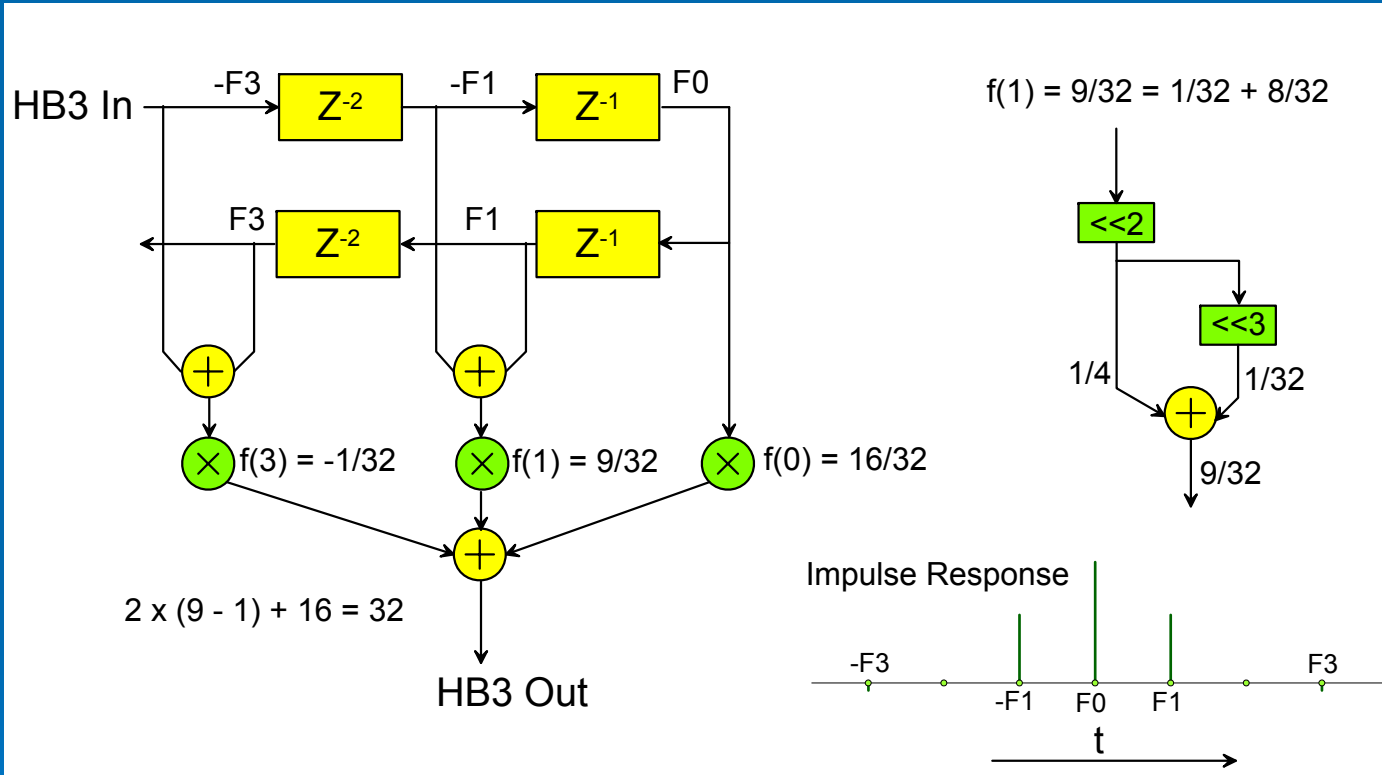 HB3 In
-F3
Z-2
-F1
Z-1
F0
F3
Z-2
F1
Z-1
+
+
×
f(3) = -1/32
×
f(1) = 9/32
×
f(0) = 16/32
+
2 x (9 - 1) + 16 = 32
HB3 Out
f(1) = 9/32 = 1/32 + 8/32
<<2
<<3
1/4
1/32
+
9/32
Impulse Response
-F3
F3
-F1
F0
F1
t